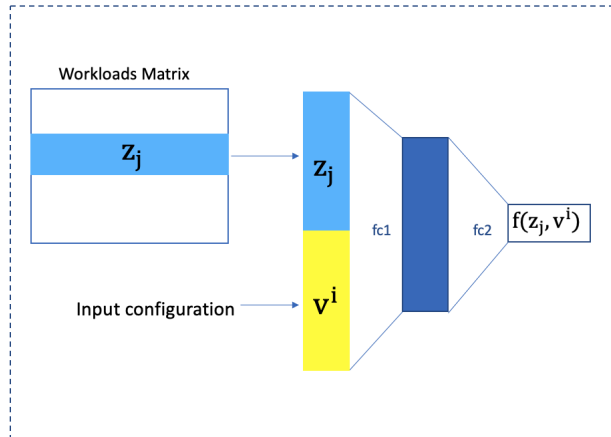 Workloads Matrix
z_j
z_j
fc1
fc2
f(z_j, v^i)
Input configuration
v^i